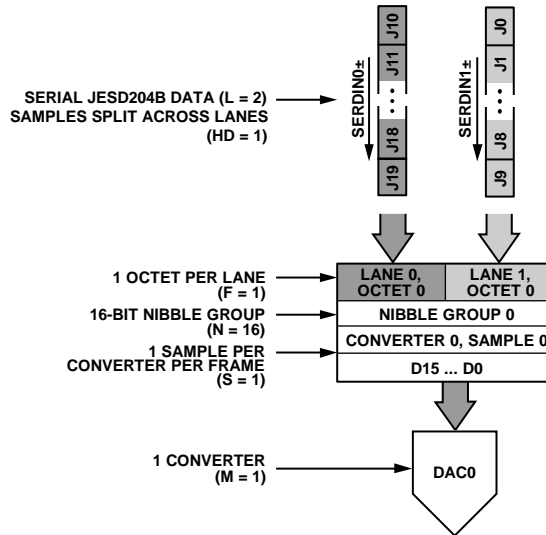 J10
J11
J18
J19
SERDIN0±
J0
J1
J8
J9
SERDIN1±
SERIAL JESD204B DATA (L = 2)
SAMPLES SPLIT ACROSS LANES
(HD = 1)
1 OCTET PER LANE
(F = 1)
LANE 0,
OCTET 0
LANE 1,
OCTET 0
16-BIT NIBBLE GROUP
(N = 16)
NIBBLE GROUP 0
1 SAMPLE PER
CONVERTER PER FRAME
(S = 1)
CONVERTER 0, SAMPLE 0
D15 ... D0
1 CONVERTER
(M = 1)
DAC0